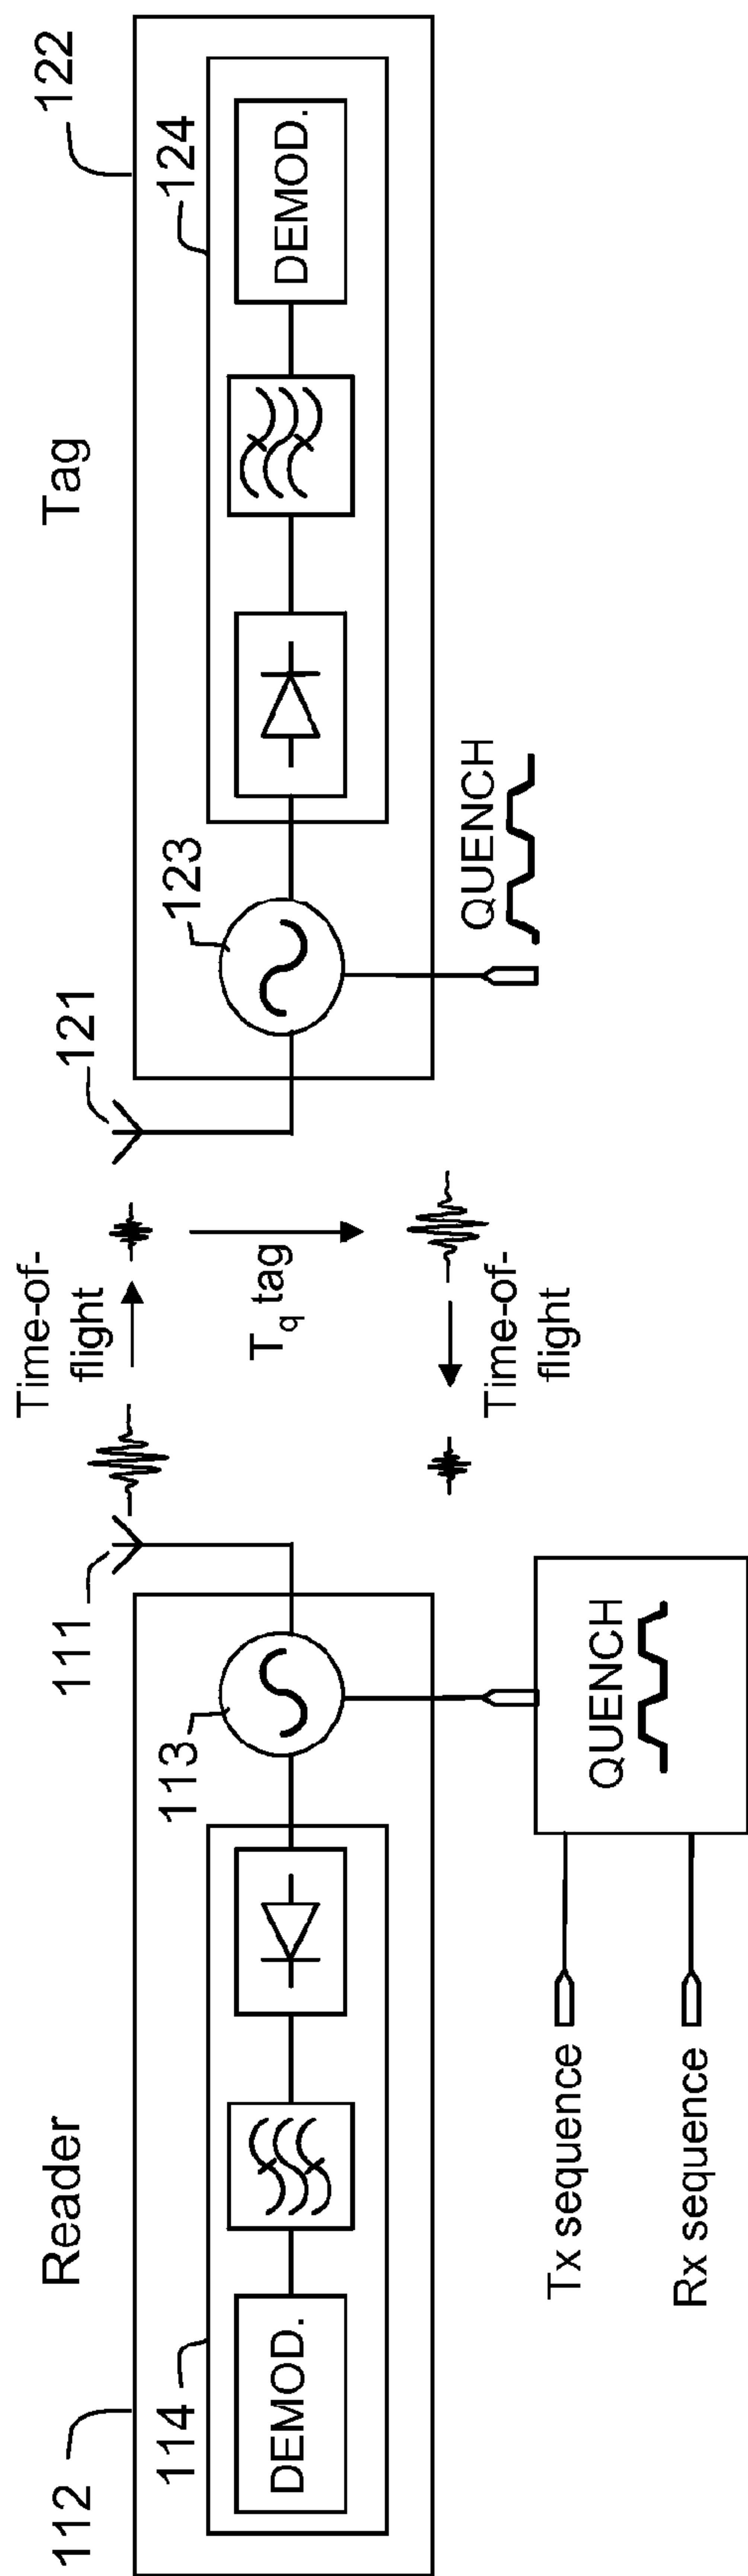 Reader
Tag
112
114
DEMOD.
113
111
Time-of-
flight
T_q tag
Time-of-
flight
121
123
124
122
DEMOD.
QUENCH
QUENCH
Tx sequence
Rx sequence